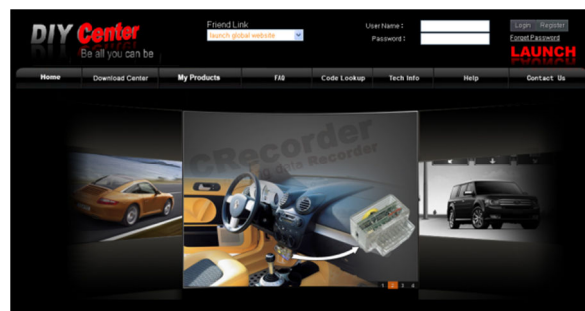 DIY Center
Be all you can be
Friend Link
launch global website
User Name :
Password :
Login Register
Forget Password
LAUNCH
Home Download Center My Products FAQ Code Lookup Tech Info Help Contact Us
CRecorder
Data Recorder
1 2 3 4